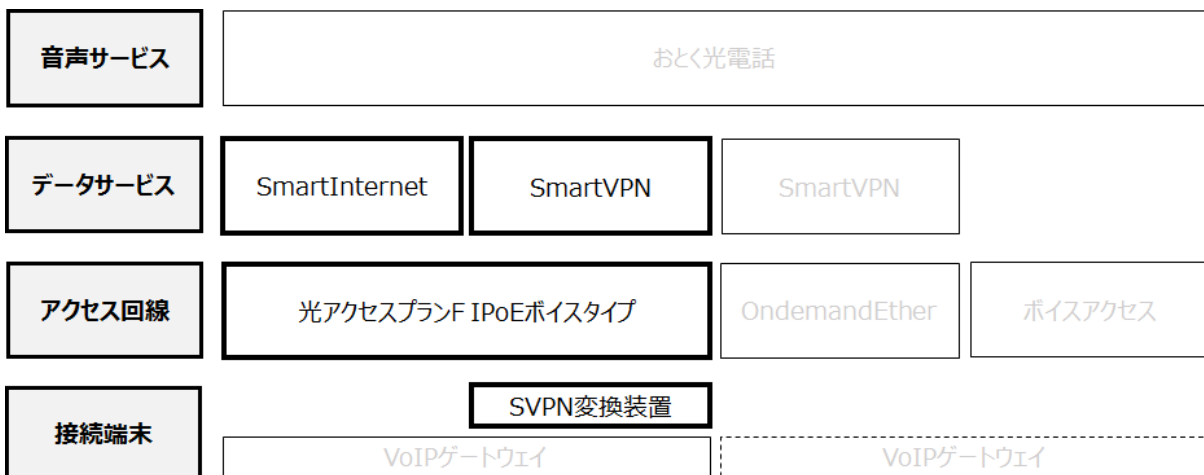 音声サービス
おとく光電話
データサービス
SmartInternet
SmartVPN
SmartVPN
アクセス回線
光アクセスプランF IPoEボイスタイプ
OndemandEther
ボイスアクセス
接続端末
SVPN変換装置
VoIPゲートウェイ
VoIPゲートウェイ